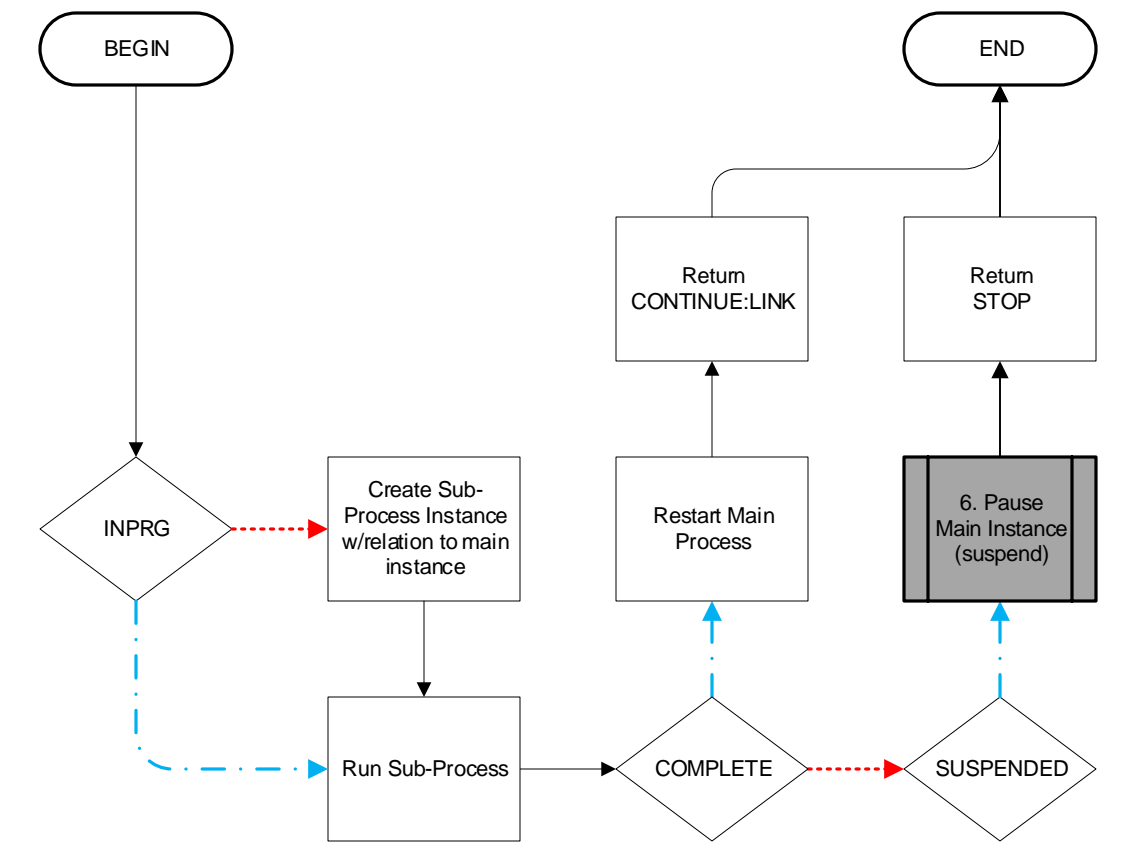 BEGIN
END
Return
CONTINUE:LINK
Return
STOP
INPRG
Create Sub-
Process Instance
w/relation to main
instance
Restart Main
Process
6. Pause
Main Instance
(suspend)
Run Sub-Process
COMPLETE
SUSPENDED